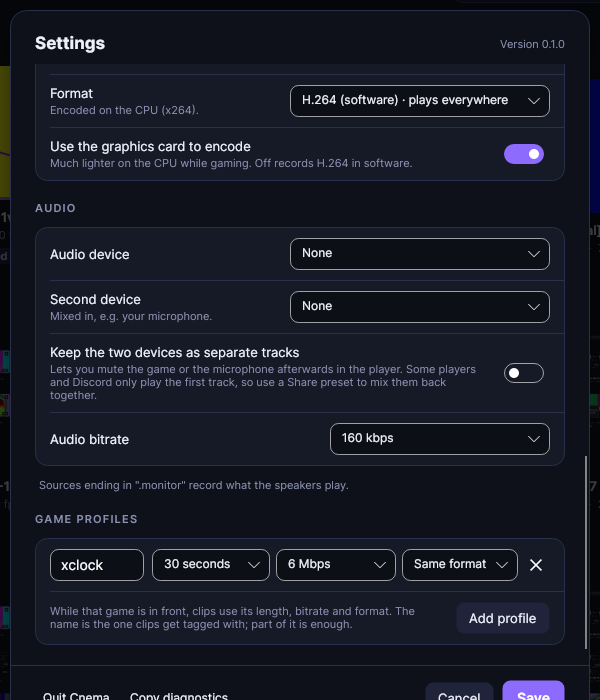 Settings
Version 0.1.0
Format
H.264 (software) · plays everywhere
Encoded on the CPU (x264).
Use the graphics card to encode
Much lighter on the CPU while gaming. Off records H.264 in software.
AUDIO
Audio device
None
Second device
None
Mixed in, e.g. your microphone.
Keep the two devices as separate tracks
Lets you mute the game or the microphone afterwards in the player. Some players
and Discord only play the first track, so use a Share preset to mix them back
together.
Audio bitrate
160 kbps
Sources ending in ".monitor" record what the speakers play.
GAME PROFILES
xclock
30 seconds
6 Mbps
Same format
While that game is in front, clips use its length, bitrate and format. The
name is the one clips get tagged with; part of it is enough.
Add profile
Quit Cnema
Copy diagnostics
Cancel
Save